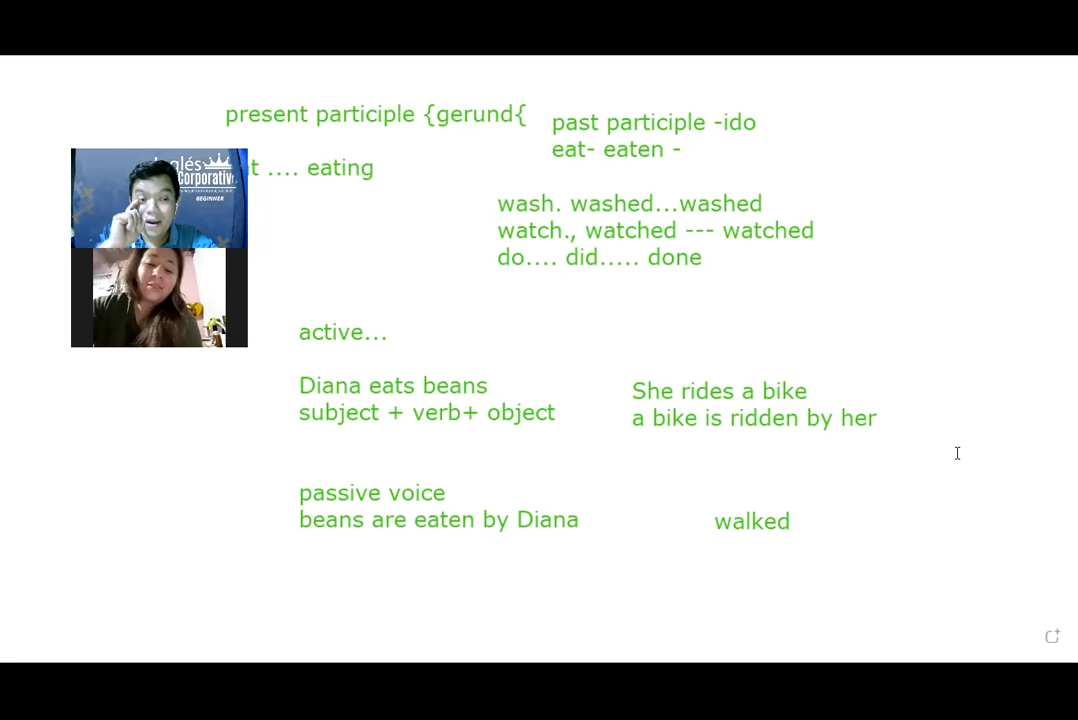 present participle {gerund{
past participle -ido
eat- eaten -
.... eating
wash. washed...washed
watch., watched --- watched
do.... did..... done
active...
Diana eats beans
subject + verb+ object
She rides a bike
a bike is ridden by her
passive voice
beans are eaten by Diana
walked
BEGINNER